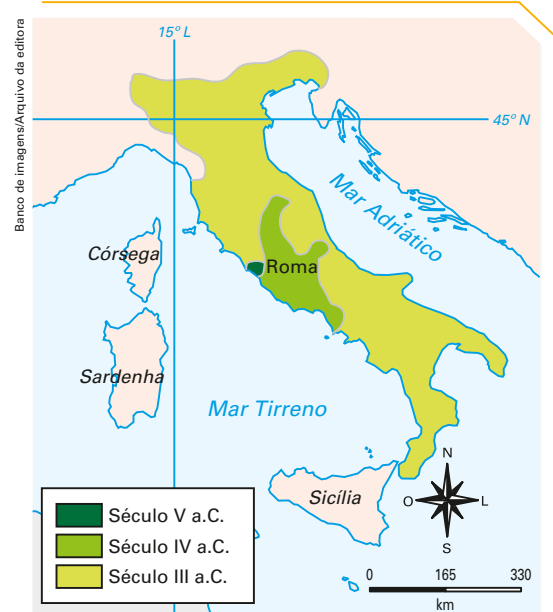 Banco de imagens/Arquivo da editora
15º L
45º N
Mar Adriático
Córsega
Roma
Sardenha
Mar Tirreno
Sicília
N
O
L
S
Século V a.C.
Século IV a.C.
Século III a.C.
0 165 330
km